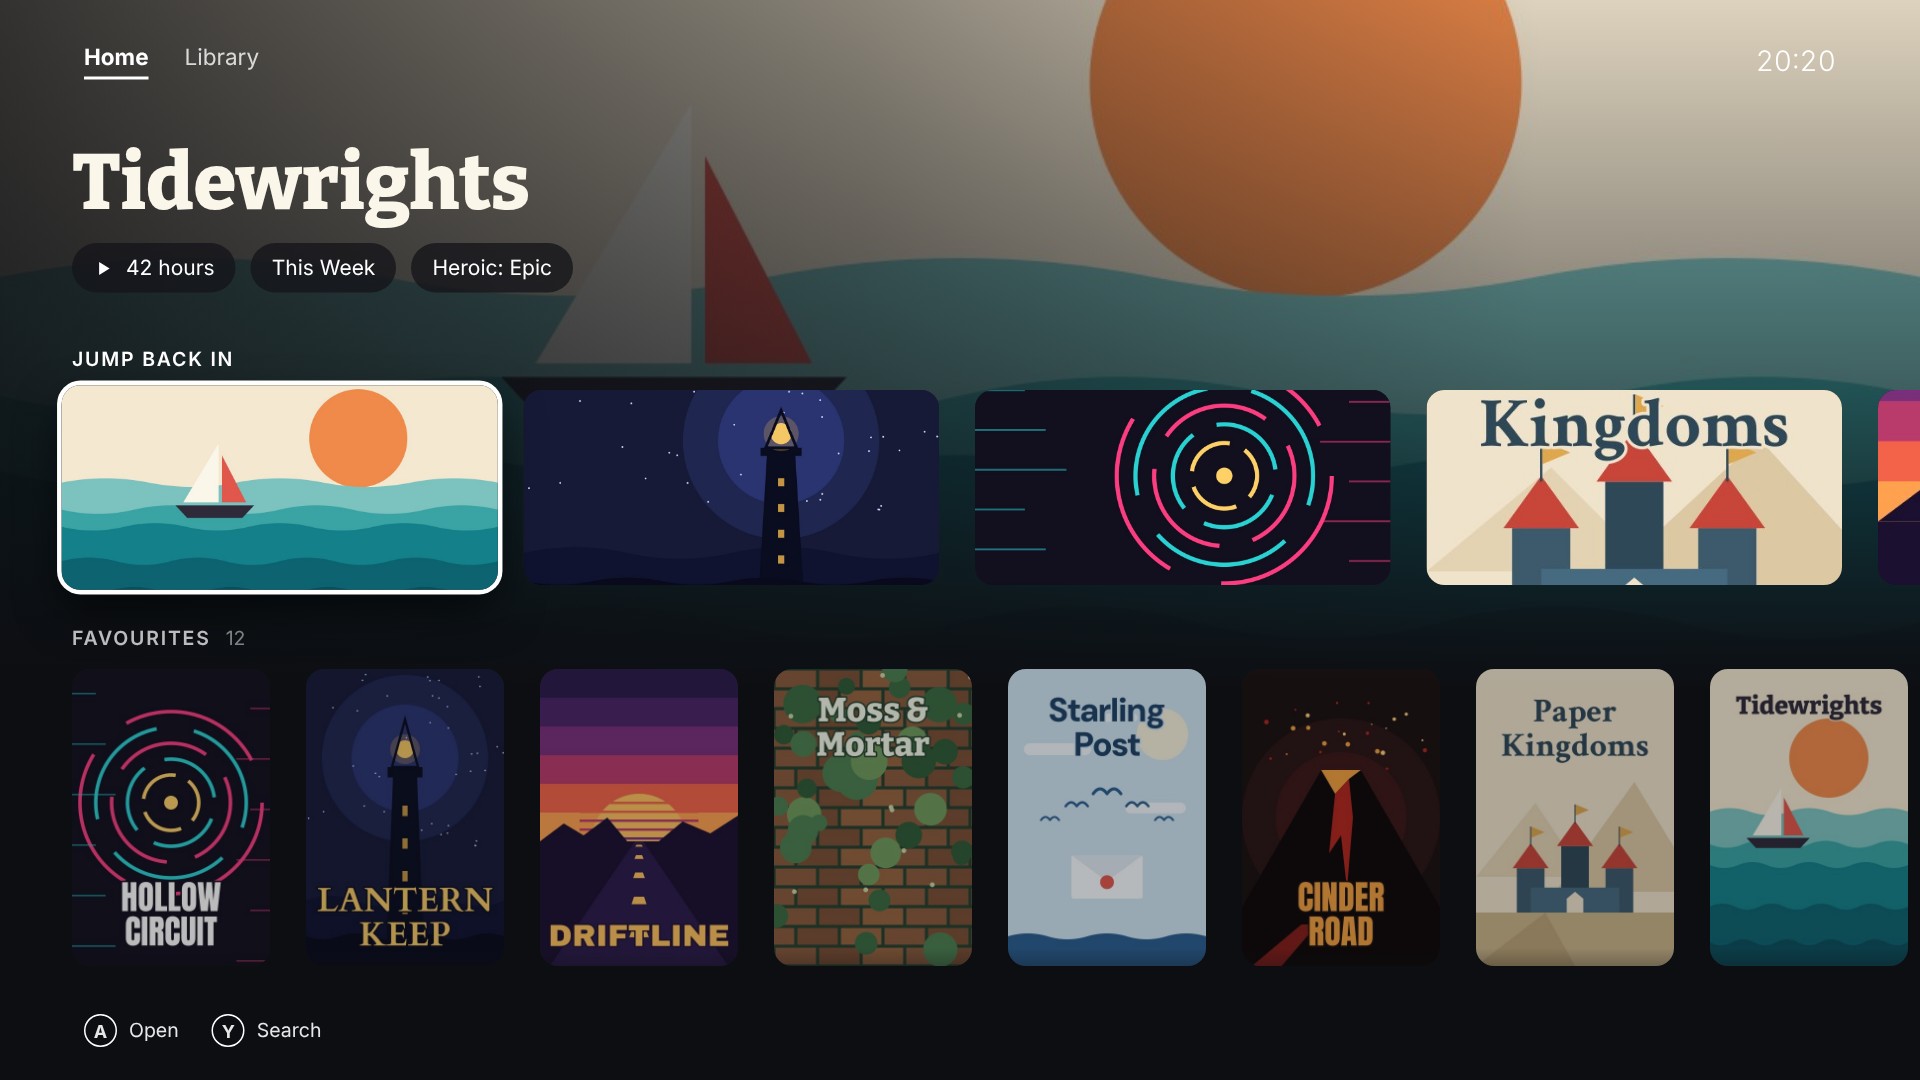 Home
Library
20:20
Tidewrights
42 hours
This Week
Heroic: Epic
JUMP BACK IN
Kingdoms
FAVOURITES 12
HOLLOW
CIRCUIT
LANTERN
KEEP
DRIFTLINE
Moss &
Mortar
Starling
Post
CINDER
ROAD
Paper
Kingdoms
Tidewrights
A Open
Y Search